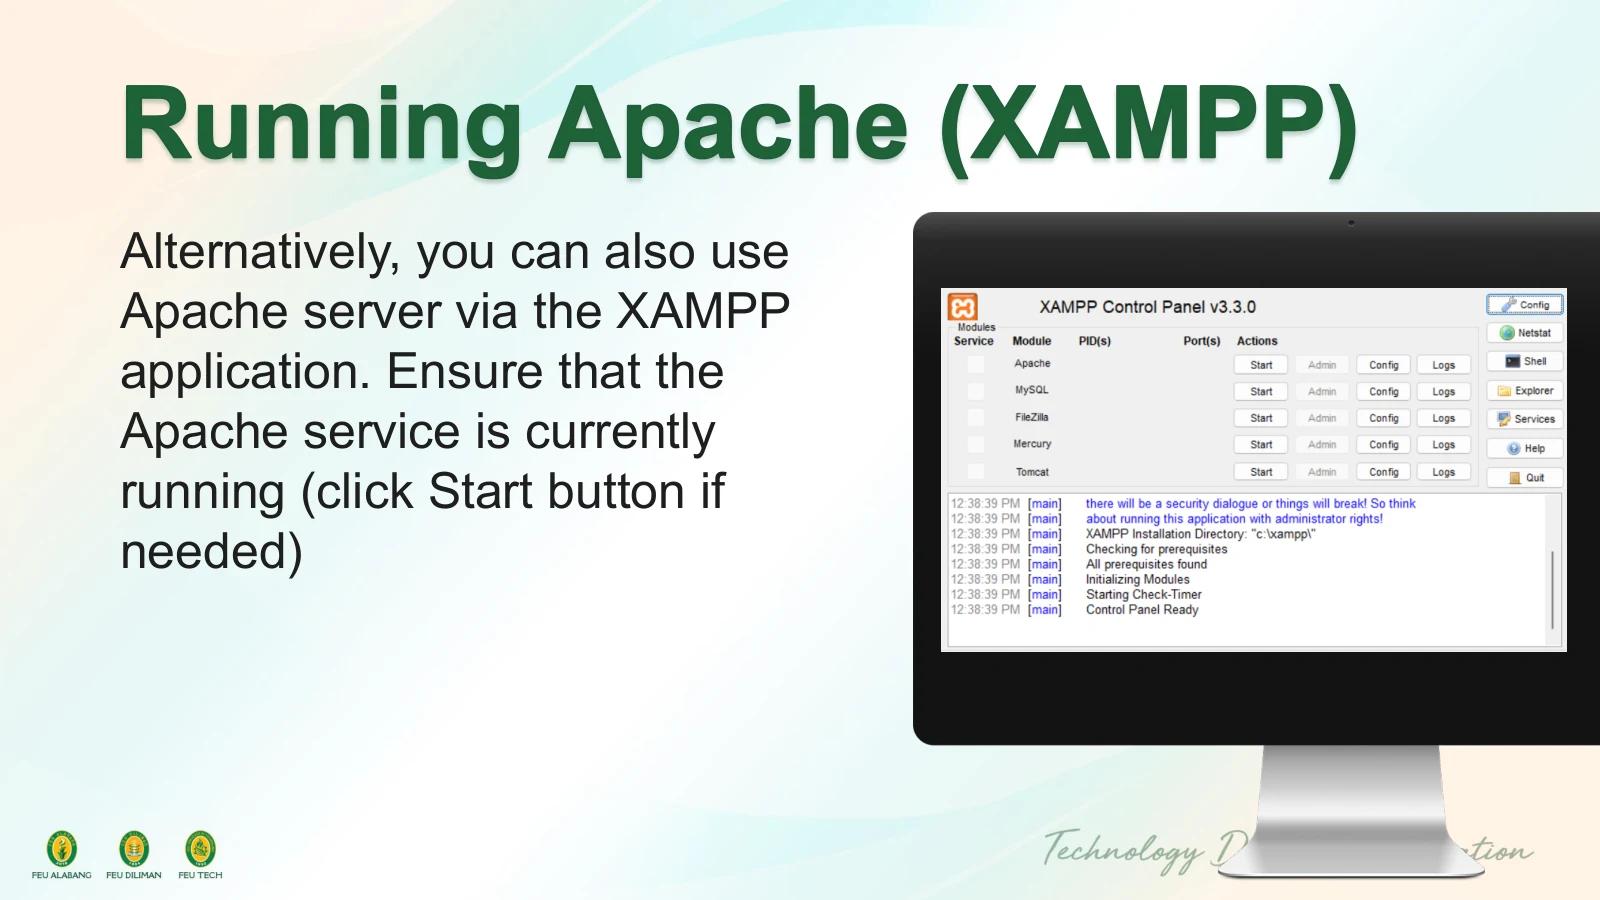 Running Apache (XAMPP)
Alternatively, you can also use
Apache server via the XAMPP
application. Ensure that the
Apache service is currently
running (click Start button if
needed)
XAMPP Control Panel v3.3.0
Config
Modules
Service Module PID(s) Port(s) Actions
Netstat
Apache Start Admin Config Logs
Shell
MySQL Start Admin Config Logs
Explorer
FileZilla Start Admin Config Logs
Services
Mercury Start Admin Config Logs
Help
Tomcat Start Admin Config Logs
Quit
12:38:39 PM [main] there will be a security dialogue or things will break! So think
12:38:39 PM [main] about running this application with administrator rights!
12:38:39 PM [main] XAMPP Installation Directory: "c:\xampp\"
12:38:39 PM [main] Checking for prerequisites
12:38:39 PM [main] All prerequisites found
12:38:39 PM [main] Initializing Modules
12:38:39 PM [main] Starting Check-Timer
12:38:39 PM [main] Control Panel Ready
FEU ALABANG FEU DILIMAN FEU TECH
Technology